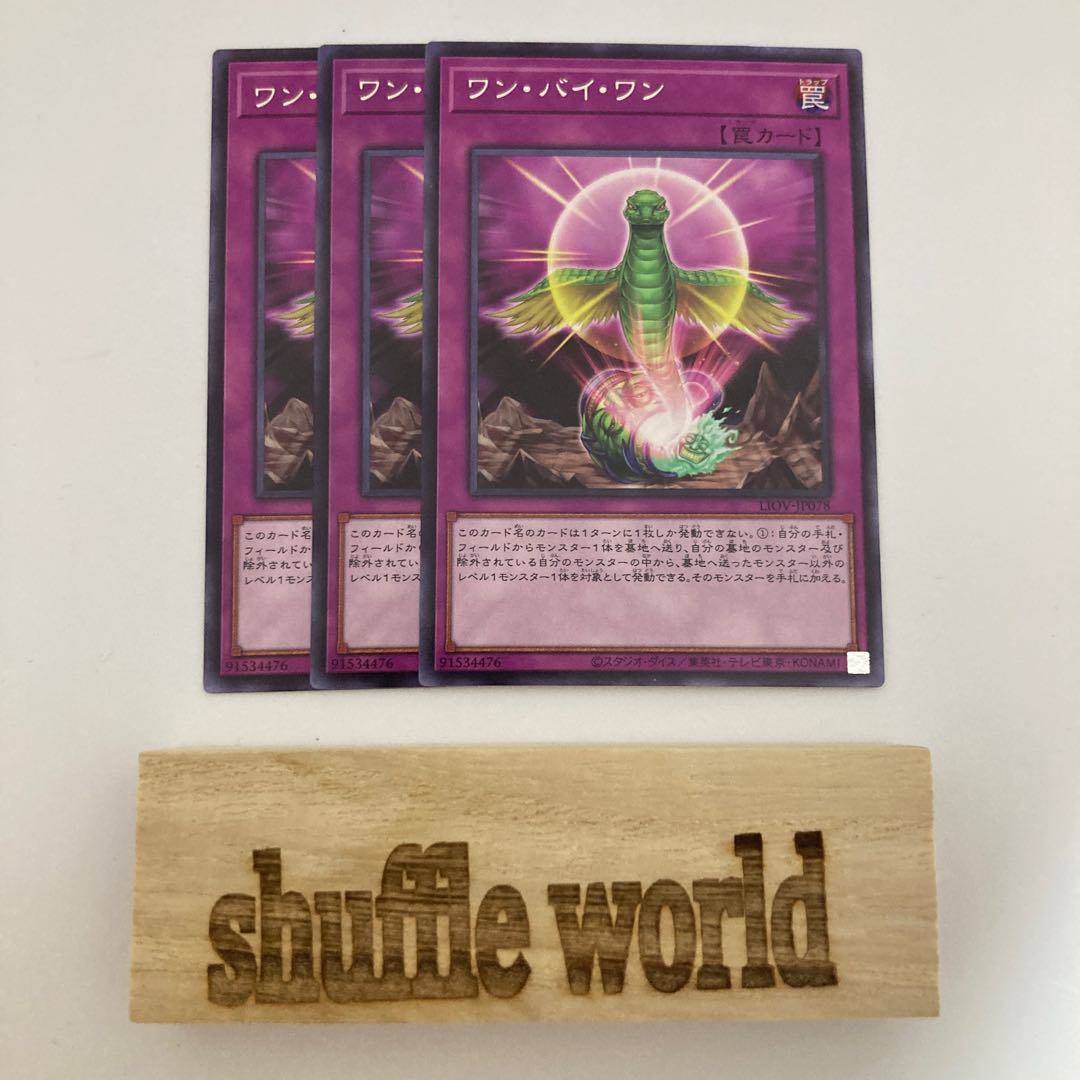 ワン・
ワン・
ワン・バイ・ワン
トラップ
罠
【罠カード】
LIOV-JP078
このカード
フィールド
除外されてい
レベル1モンス
このカード名
フィールドから
除外されている
レベル1モンス
このカード名のカードは1ターンに1枚しか発動できない。①:自分の手札・
フィールドからモンスター1体を墓地へ送り、自分の墓地のモンスター及び
除外されている自分のモンスターの中から、墓地へ送ったモンスター以外の
レベル1モンスター1体を対象として発動できる。そのモンスターを手札に加える。
91534476
91534476
91534476
©スタジオ・ダイス/集英社・テレビ東京・KONAMI
shuffle world